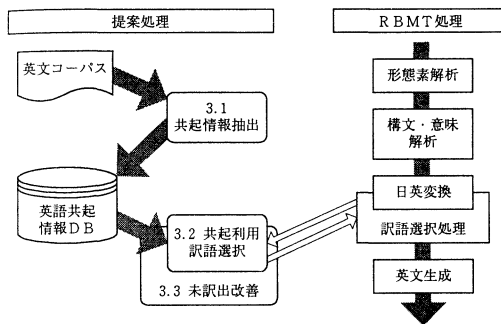 提案処理
英文コーパス
3.1
共起情報抽出
英語共起
情報DB
3.2 共起利用
訳語選択
3.3 未訳出改善
RBMT処理
形態素解析
構文・意味
解析
日英変換
訳語選択処理
英文生成